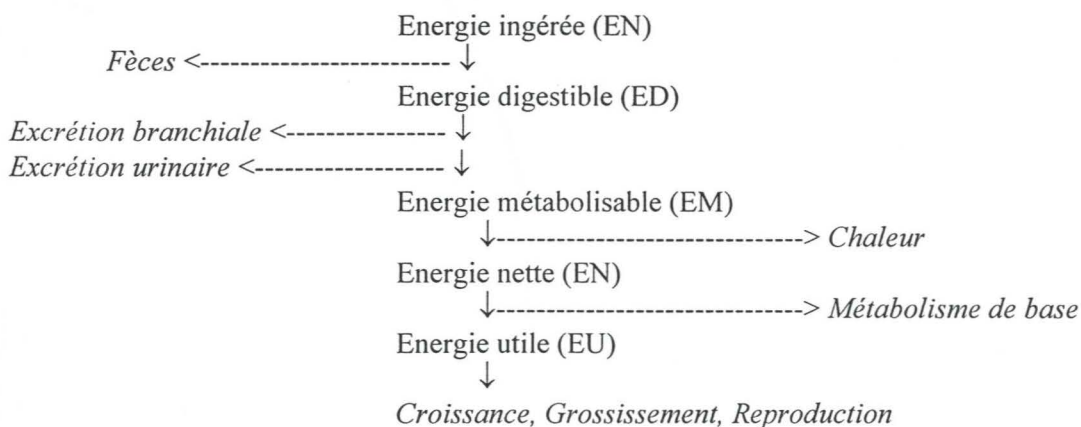 Energie ingérée (EN)
Fèces <----------------------- ↓
Energie digestible (ED)
Excrétion branchiale <---------------- ↓
Excrétion urinaire <----------------- ↓
Energie métabolisable (EM)
↓-----------------------------> Chaleur
Energie nette (EN)
↓-----------------------------> Métabolisme de base
Energie utile (EU)
↓
Croissance, Grossissement, Reproduction